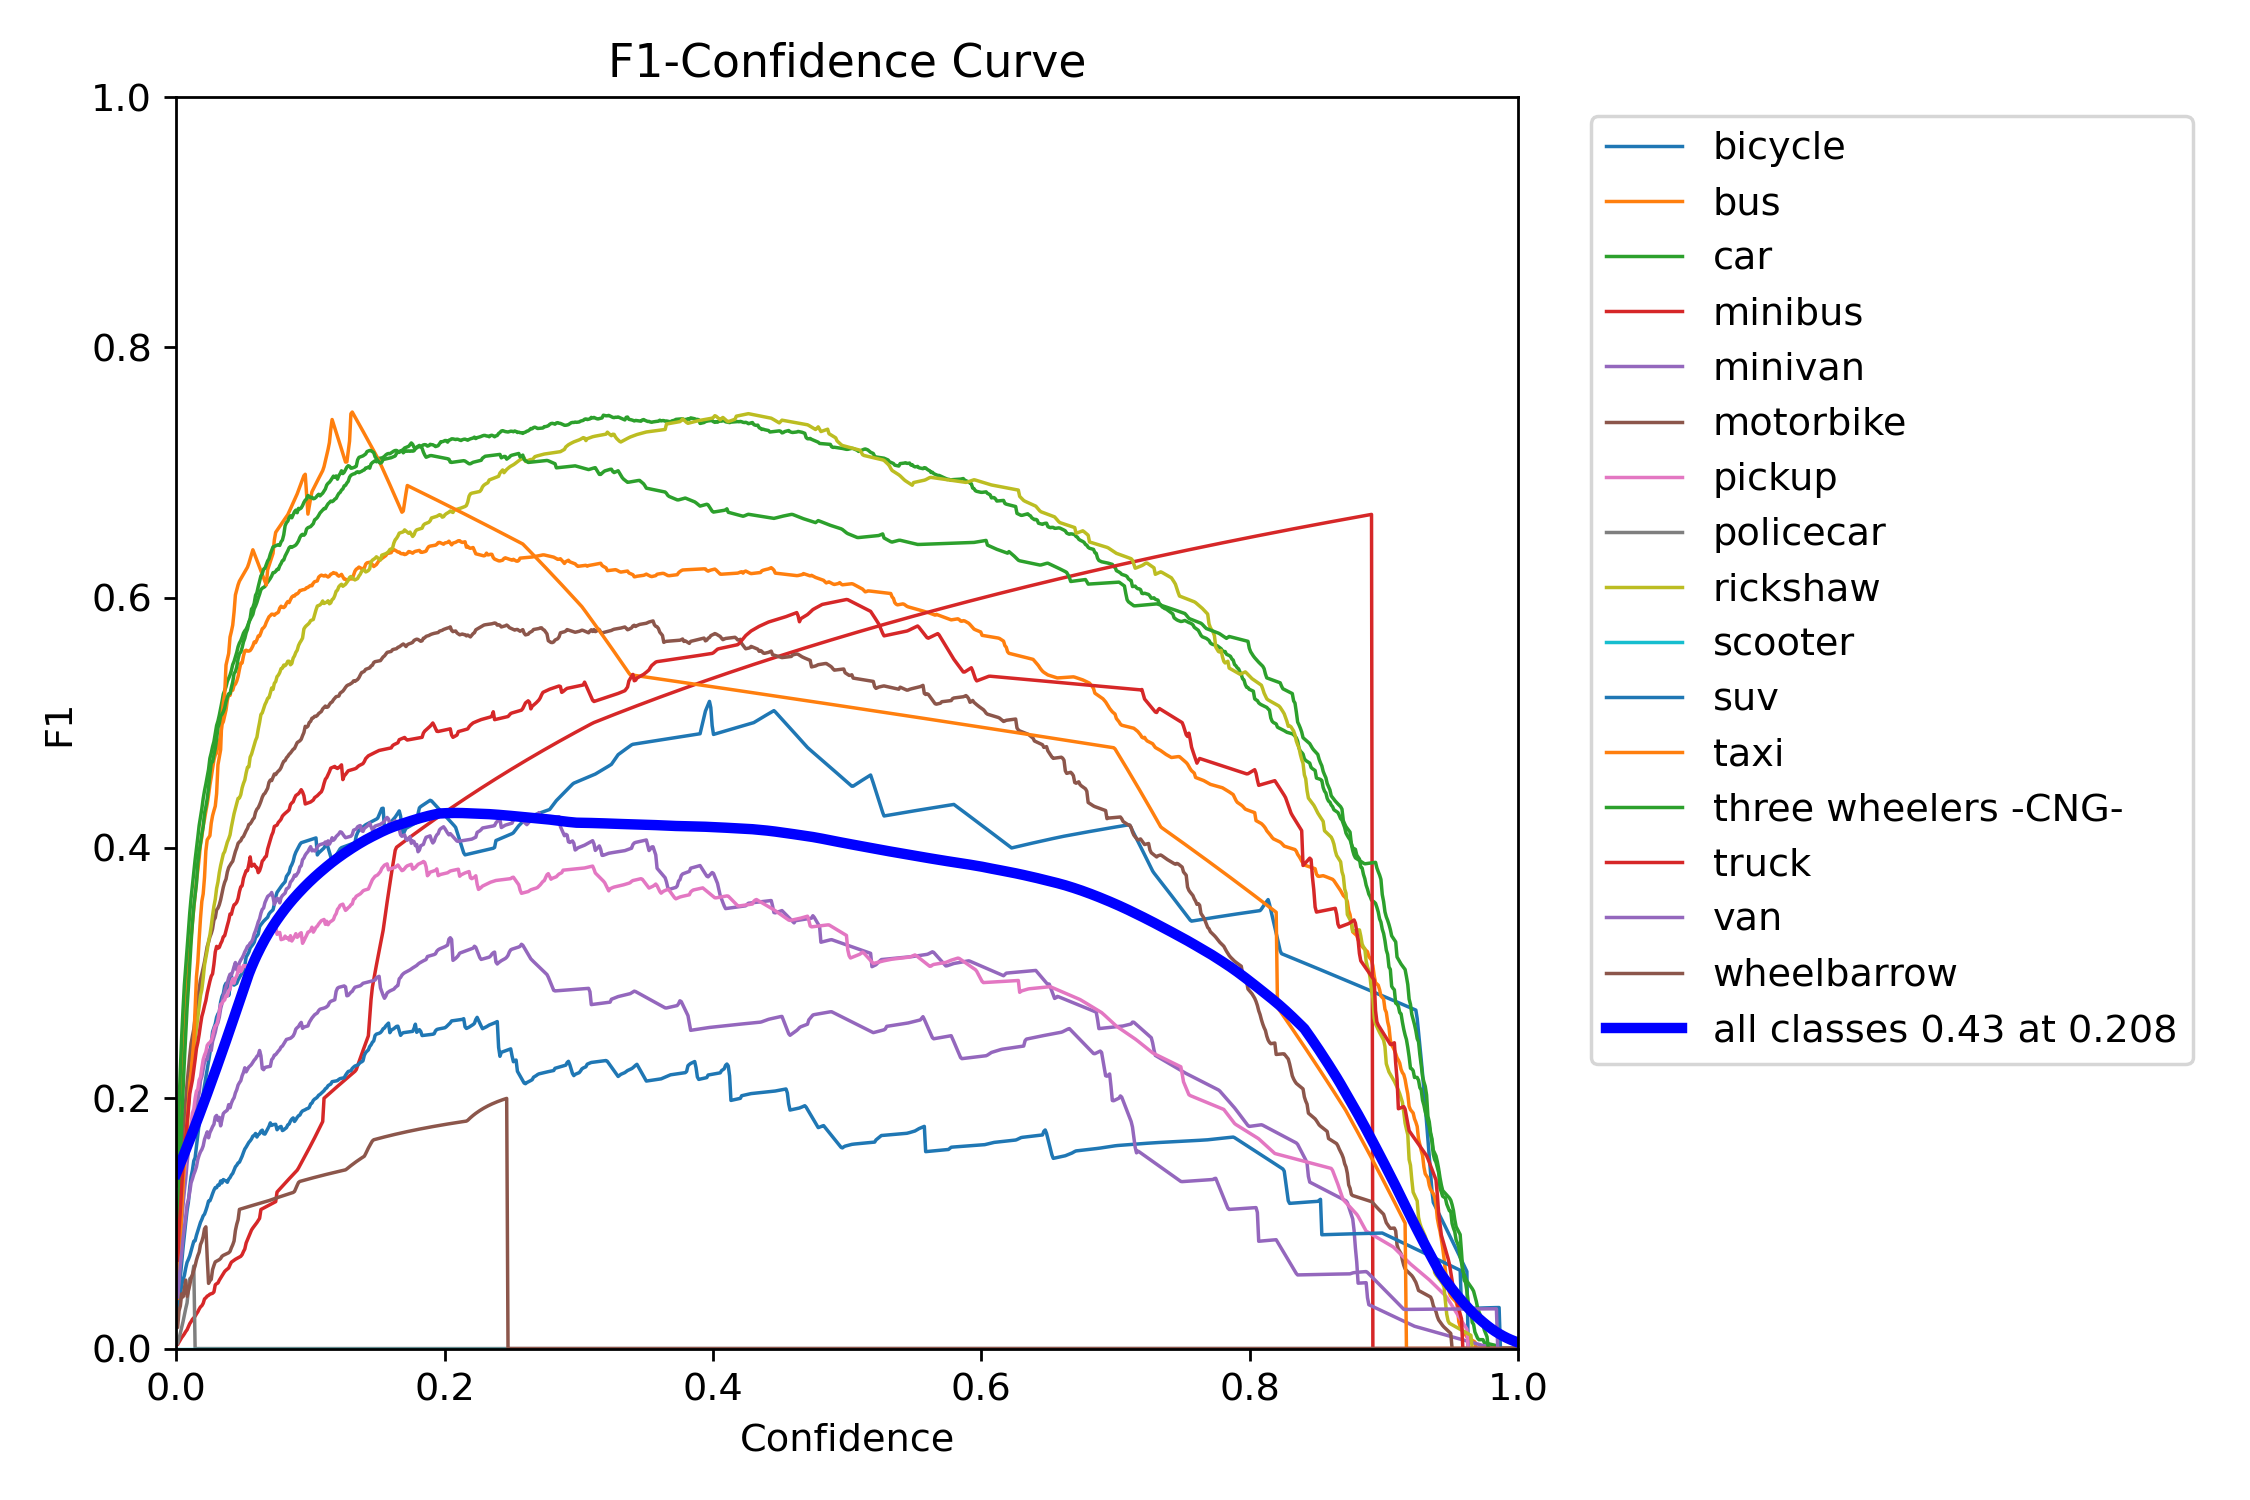 F1-Confidence Curve
1.0
0.8
0.6
0.4
0.2
0.0
F1
0.0 0.2 0.4 0.6 0.8 1.0
Confidence
bicycle
bus
car
minibus
minivan
motorbike
pickup
policecar
rickshaw
scooter
suv
taxi
three wheelers -CNG-
truck
van
wheelbarrow
all classes 0.43 at 0.208